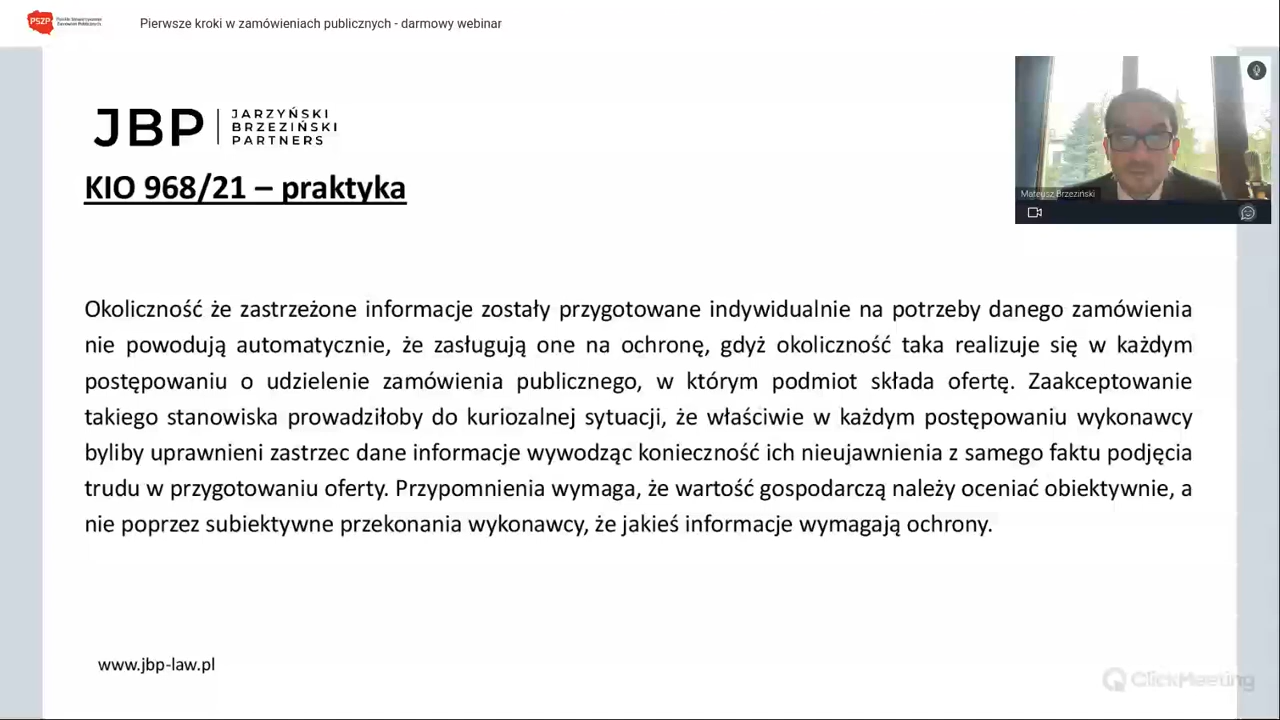 PSZP Polskie Stowarzyszenie
Zamówień Publicznych
Pierwsze kroki w zamówieniach publicznych - darmowy webinar
JBP
JARZYŃSKI
BRZEZIŃSKI
PARTNERS
Mateusz Brzeziński
KIO 968/21 – praktyka
Okoliczność że zastrzeżone informacje zostały przygotowane indywidualnie na potrzeby danego zamówienia
nie powodują automatycznie, że zasługują one na ochronę, gdyż okoliczność taka realizuje się w każdym
postępowaniu o udzielenie zamówienia publicznego, w którym podmiot składa ofertę. Zaakceptowanie
takiego stanowiska prowadziłoby do kuriozalnej sytuacji, że właściwie w każdym postępowaniu wykonawcy
byliby uprawnieni zastrzec dane informacje wywodząc konieczność ich nieujawnienia z samego faktu podjęcia
trudu w przygotowaniu oferty. Przypomnienia wymaga, że wartość gospodarczą należy oceniać obiektywnie, a
nie poprzez subiektywne przekonania wykonawcy, że jakieś informacje wymagają ochrony.
www.jbp-law.pl
ClickMeeting